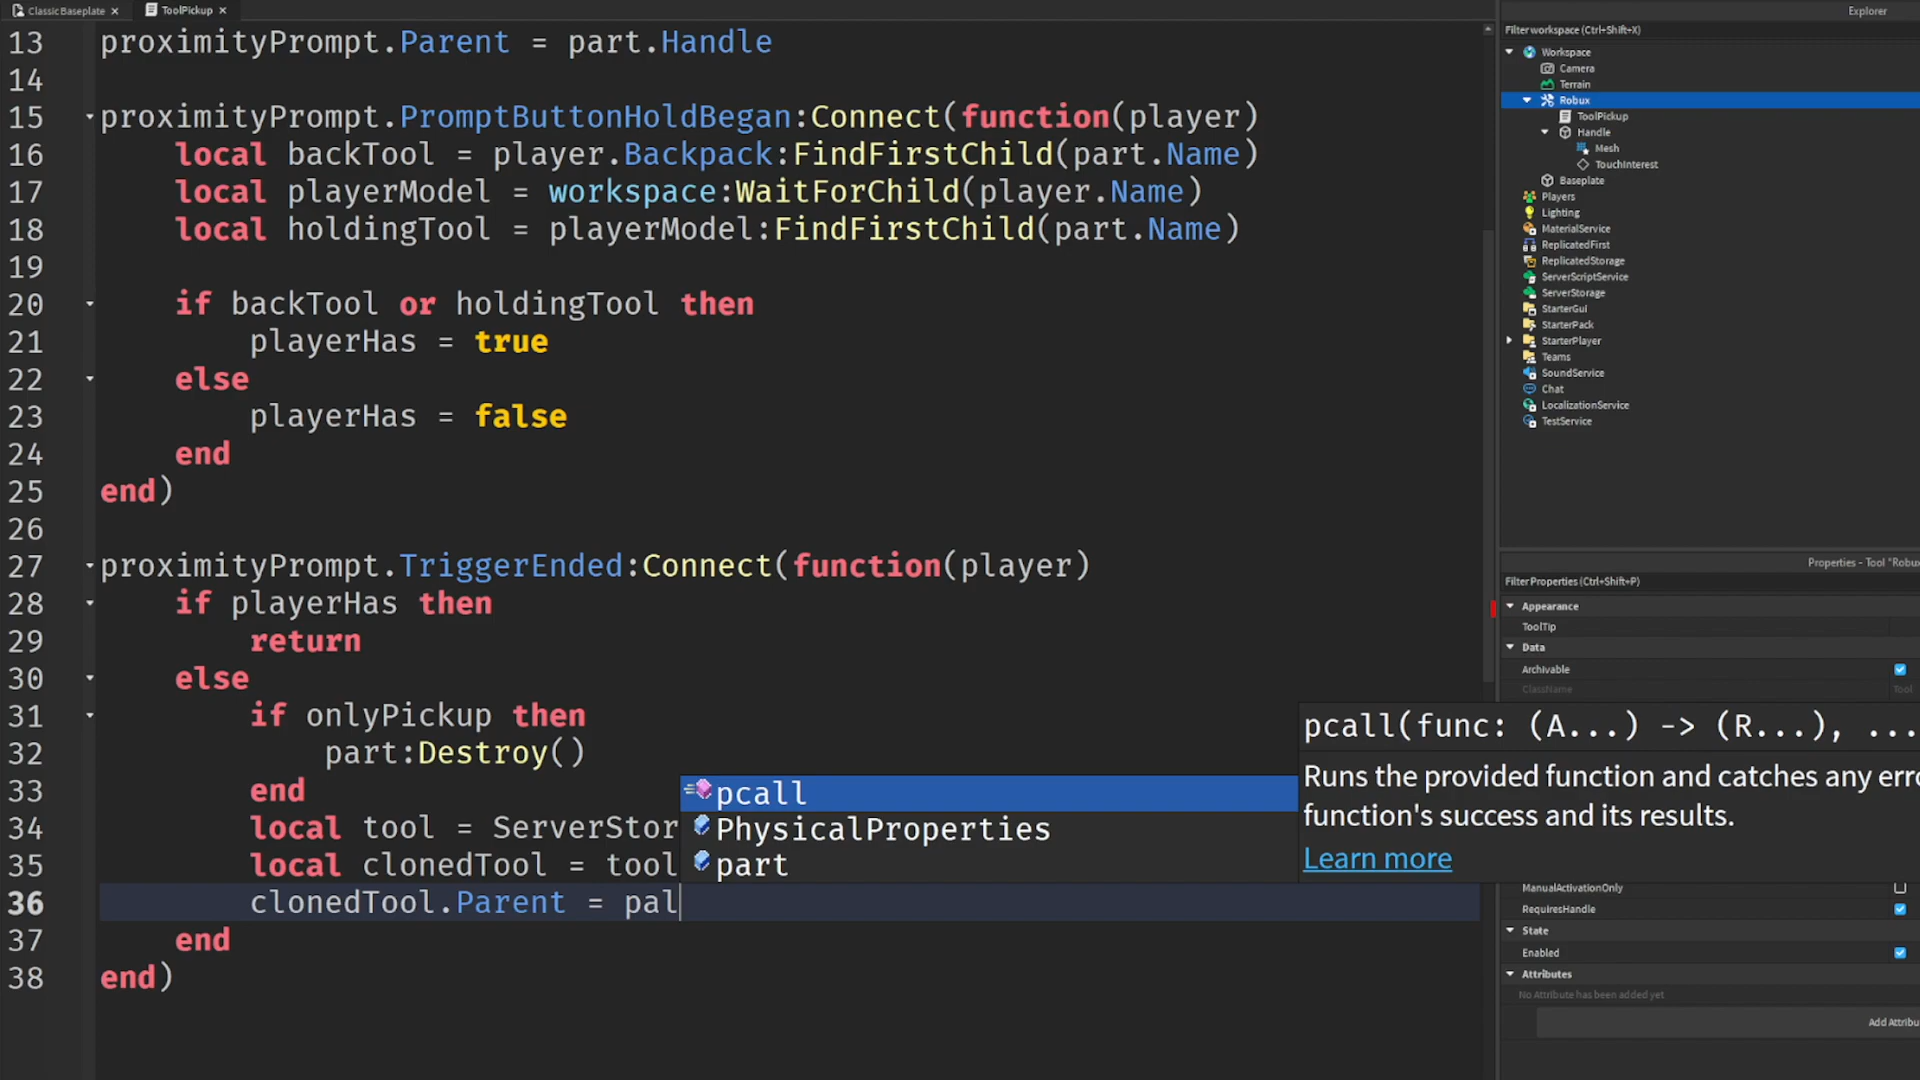 ClassicBaseplate ×
ToolPickup ×
13 proximityPrompt.Parent = part.Handle
14
15 proximityPrompt.PromptButtonHoldBegan:Connect(function(player)
16 local backTool = player.Backpack:FindFirstChild(part.Name)
17 local playerModel = workspace:WaitForChild(player.Name)
18 local holdingTool = playerModel:FindFirstChild(part.Name)
19
20 if backTool or holdingTool then
21 playerHas = true
22 else
23 playerHas = false
24 end
25 end)
26
27 proximityPrompt.TriggerEnded:Connect(function(player)
28 if playerHas then
29 return
30 else
31 if onlyPickup then
32 part:Destroy()
33 end
34 local tool = ServerStor
35 local clonedTool = tool
36 clonedTool.Parent = pal
37 end
38 end)
pcall
PhysicalProperties
part
pcall(func: (A...) -> (R...), ...
Runs the provided function and catches any erro
function's success and its results.
Learn more
Explorer
Filter workspace (Ctrl+Shift+X)
Workspace
Camera
Terrain
Robux
ToolPickup
Handle
Mesh
TouchInterest
Baseplate
Players
Lighting
MaterialService
ReplicatedFirst
ReplicatedStorage
ServerScriptService
ServerStorage
StarterGui
StarterPack
StarterPlayer
Teams
SoundService
Chat
LocalizationService
TestService
Properties - Tool "Robux
Filter Properties (Ctrl+Shift+P)
Appearance
ToolTip
Data
Archivable
ClassName Tool
ManualActivationOnly
RequiresHandle
State
Enabled
Attributes
No Attribute has been added yet
Add Attribu